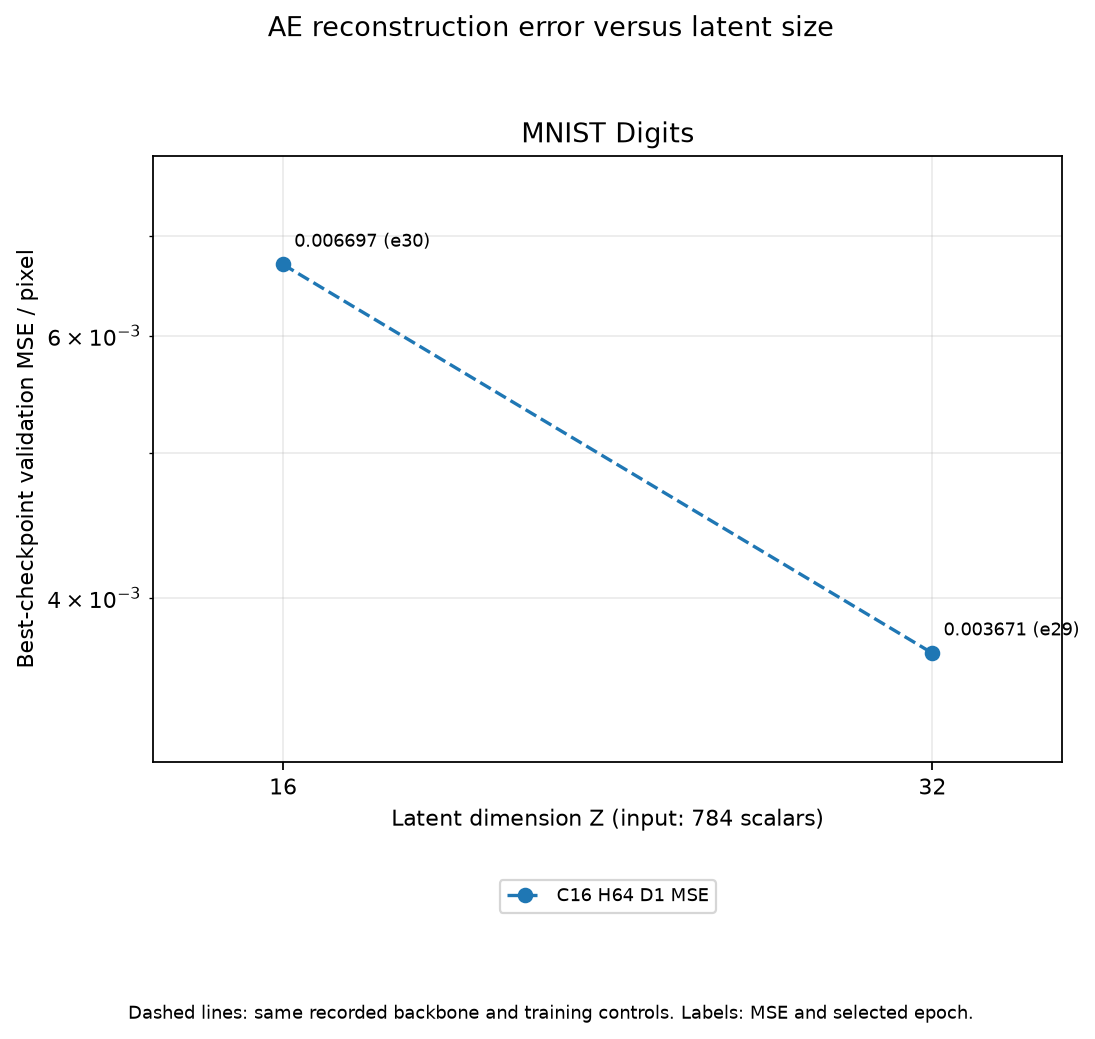 AE reconstruction error versus latent size
MNIST Digits
Best-checkpoint validation MSE / pixel
6 × 10⁻³
4 × 10⁻³
0.006697 (e30)
0.003671 (e29)
16
32
Latent dimension Z (input: 784 scalars)
C16 H64 D1 MSE
Dashed lines: same recorded backbone and training controls. Labels: MSE and selected epoch.